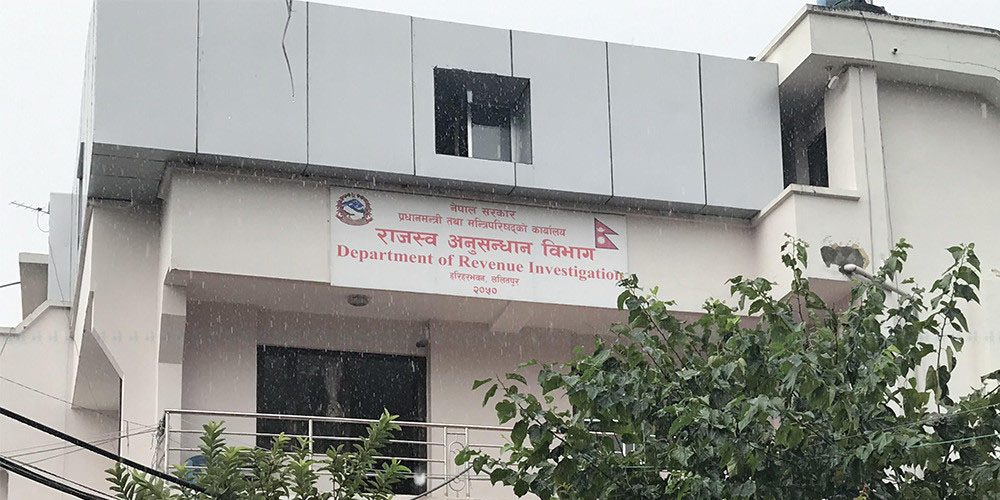 नेपाल सरकार
प्रधानमन्त्री तथा मन्त्रिपरिषद्को कार्यालय
राजस्व अनुसन्धान विभाग
Department of Revenue Investigation
हरिहरभवन, ललितपुर
२०५०